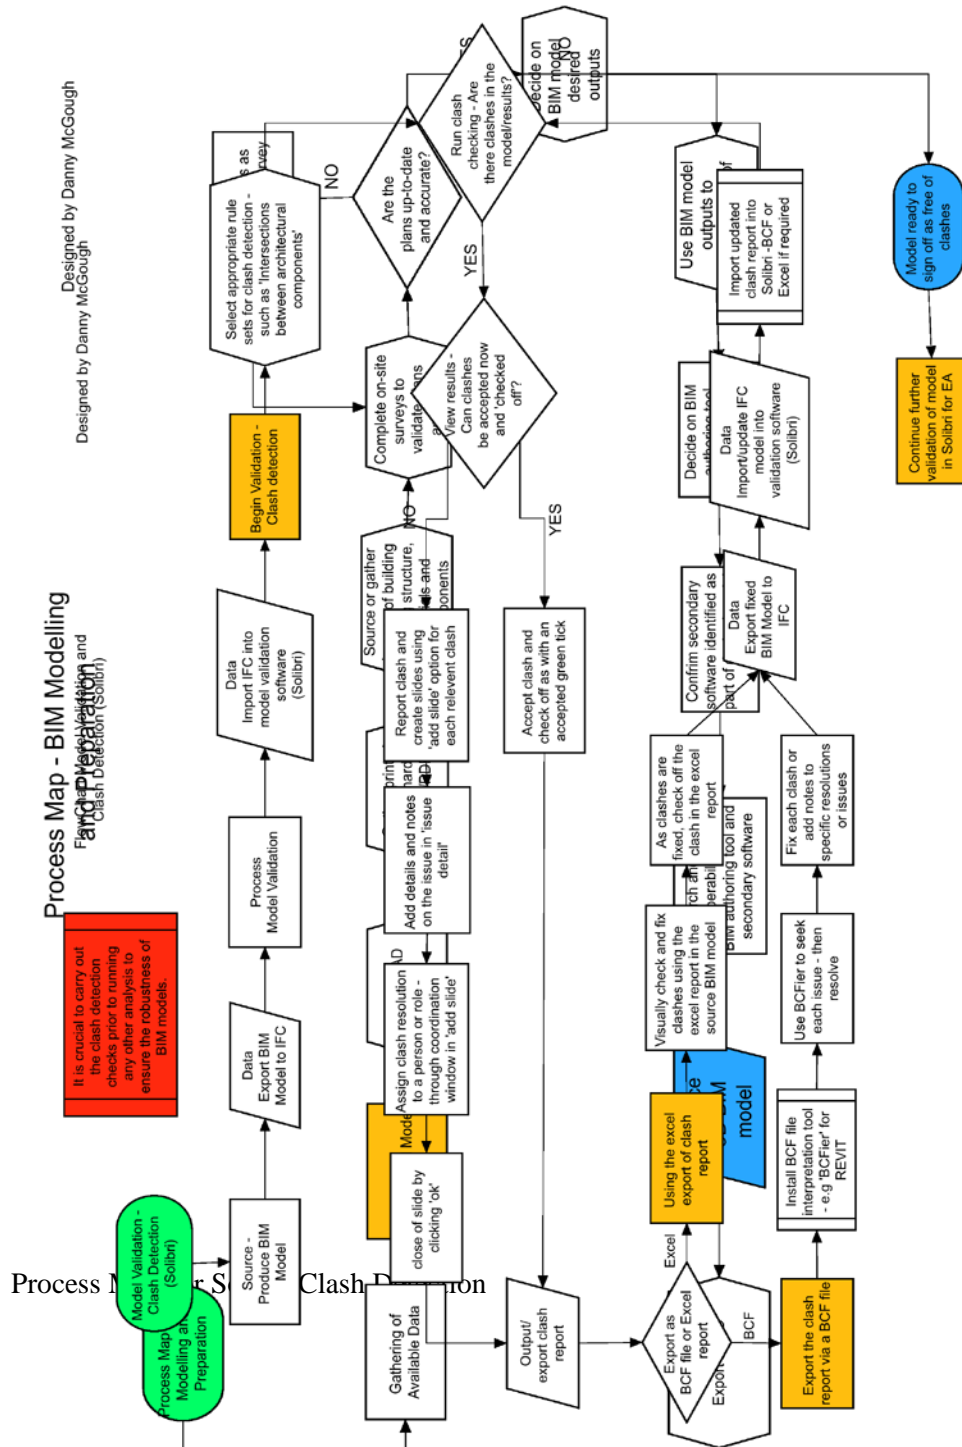 Process Map - BIM Modelling
and Preparation
Clash Detection (Solibri)
Designed by Danny McGough
Designed by Danny McGough
It is crucial to carry out
the clash detection
checks prior to running
any other analysis to
ensure the robustness of
BIM models.
Model Validation -
Clash Detection
(Solibri)
Process Map
Modelling an
Preparation
Source -
Produce BIM
Model
Data
Export BIM
Model to IFC
Process
Model Validation
Data
Import IFC into
model validation
software
(Solibri)
Begin Validation -
Clash detection
Select appropriate rule
sets for clash detection -
such as 'Intersections
between architectural
components'
s as
rvey
NO
Are the
plans up-to-date
and accurate?
Run clash
checking - Are
there clashes in the
model/results?
NO
Decide on
BIM model
desired
outputs
YES
Complete on-site
surveys to
validate
View results -
Can clashes
be accepted now
and 'checked
off'?
NO
YES
Source or gather
of building
structure,
and
ponents
Report clash and
create slides using
'add slide' option for
each relevent clash
Add details and notes
on the issue in 'issue
detail'
Assign clash resolution
to a person or role -
through coordination
window in 'add slide'
close of slide by
clicking 'ok'
Gathering of
Available Data
Accept clash and
check off as with an
accepted green tick
Output/
export clash
report
Export as
BCF file or Excel
report
Export
Excel
BCF
Using the excel
export of clash
report
model
Export the clash
report via a BCF file
Install BCF file
interpretation tool
- e.g 'BCFier' for
REVIT
Use BCFier to seek
each issue - then
resolve
Fix each clash or
add notes to
specific resolutions
or issues
Visually check and fix
clashes using the
excel report in the
source BIM model
As clashes are
fixed, check off the
clash in the excel
report
BIM authoring tool and
secondary software
Confrim secondary
software identified as
part of
Data
Export fixed
BIM Model to
IFC
Decide on BIM
authoring tool
Data
Import/update IFC
model into
validation software
(Solibri)
Use BIM model
outputs to
of
Import updated
clash report into
Solibri -BCF or
Excel if required
Model ready to
sign off as free of
clashes
Continue further
validation of model
in Solibri for EA
Process M
Clash D